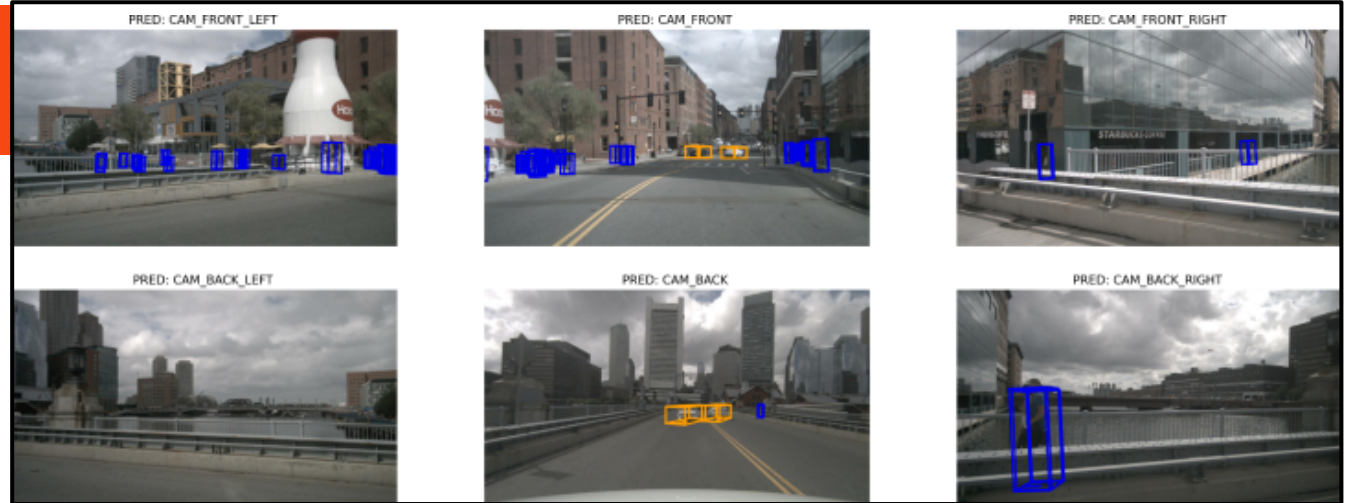 PRED: CAM_FRONT_LEFT
PRED: CAM_FRONT
PRED: CAM_FRONT_RIGHT
STARBUCKS COFFEE
PRED: CAM_BACK_LEFT
PRED: CAM_BACK
PRED: CAM_BACK_RIGHT